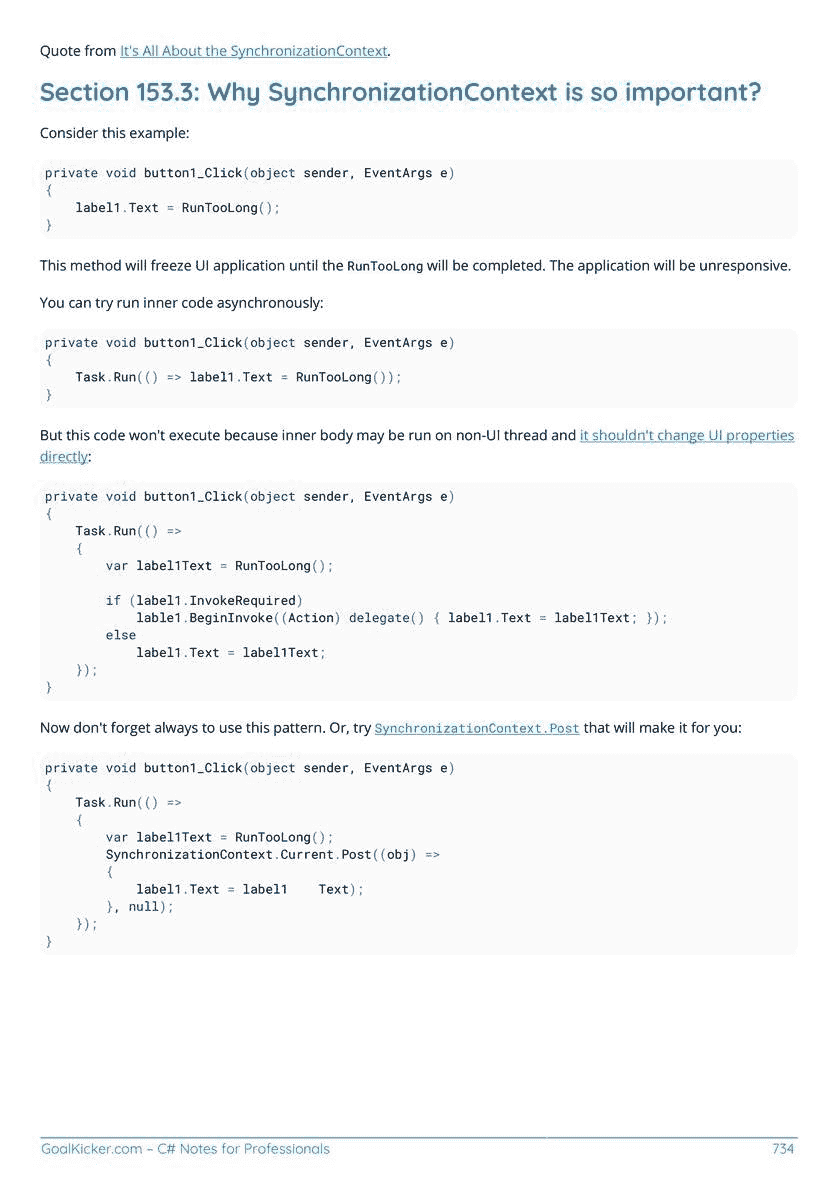 Quote from It's All About the SynchronizationContext.
Section 153.3: Why SynchronizationContext is so important?
Consider this example:
private void button1_Click(object sender, EventArgs e)
{
    label1.Text = RunTooLong();
}
This method will freeze UI application until the RunTooLong will be completed. The application will be unresponsive.
You can try run inner code asynchronously:
private void button1_Click(object sender, EventArgs e)
{
    Task.Run(() => label1.Text = RunTooLong());
}
But this code won't execute because inner body may be run on non-UI thread and it shouldn't change UI properties
directly:
private void button1_Click(object sender, EventArgs e)
{
    Task.Run(() =>
    {
        var label1Text = RunTooLong();
        if (label1.InvokeRequired)
            lable1.BeginInvoke((Action) delegate() { label1.Text = label1Text; });
        else
            label1.Text = label1Text;
    });
}
Now don't forget always to use this pattern. Or, try SynchronizationContext.Post that will make it for you:
private void button1_Click(object sender, EventArgs e)
{
    Task.Run(() =>
    {
        var label1Text = RunTooLong();
        SynchronizationContext.Current.Post((obj) =>
        {
            label1.Text = label1    Text);
        }, null);
    });
}
GoalKicker.com – C# Notes for Professionals 734